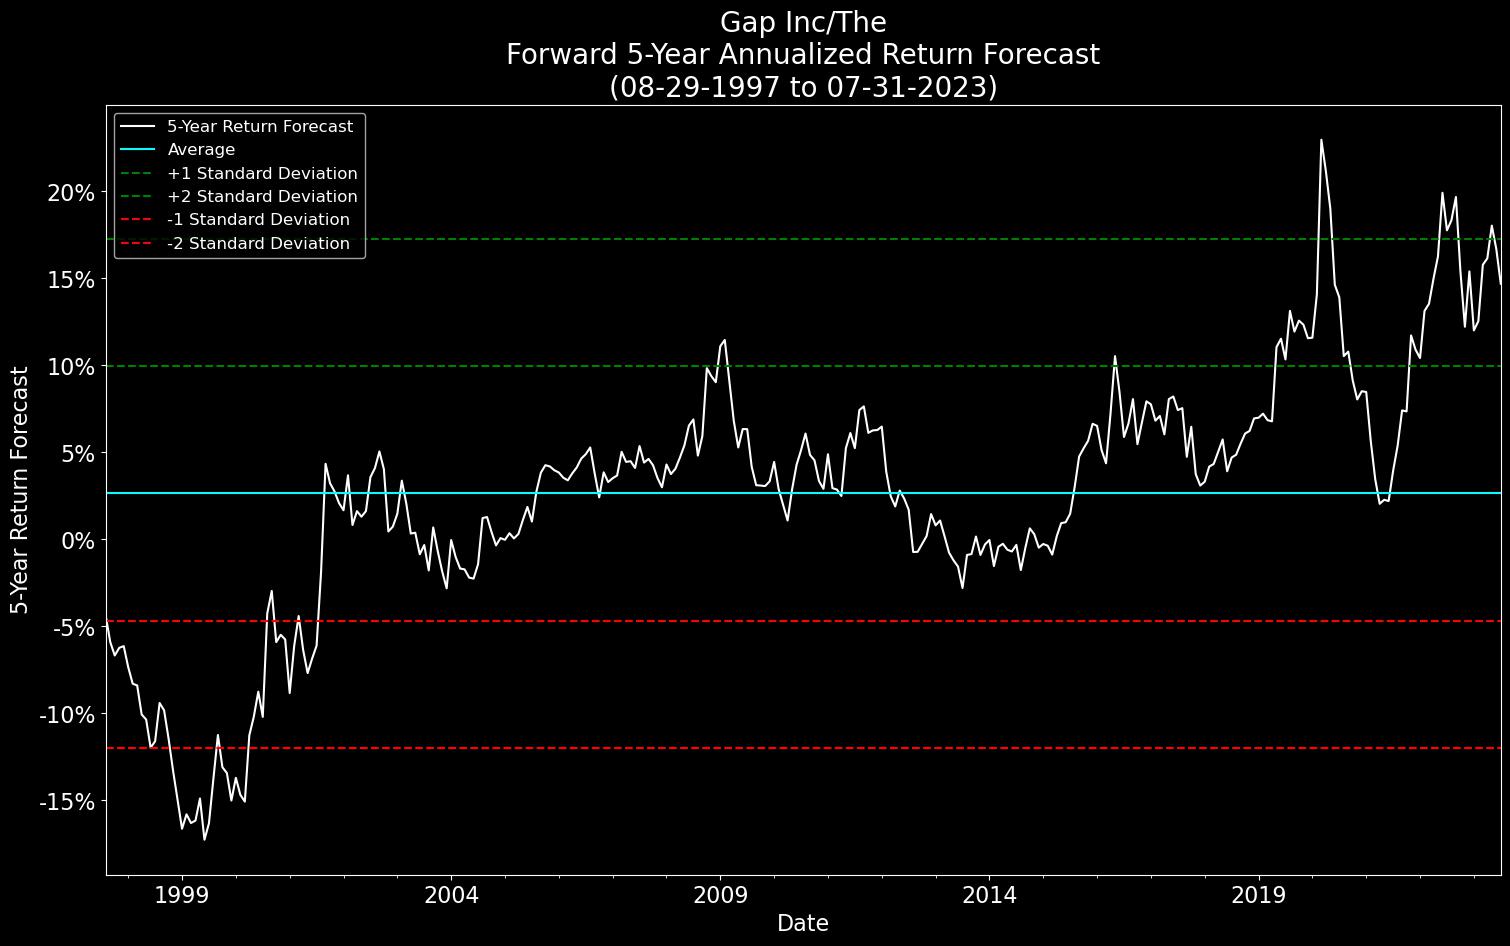 Gap Inc/The
Forward 5-Year Annualized Return Forecast
(08-29-1997 to 07-31-2023)
5-Year Return Forecast
Average
+1 Standard Deviation
+2 Standard Deviation
-1 Standard Deviation
-2 Standard Deviation
20%
15%
10%
5%
0%
-5%
-10%
-15%
5-Year Return Forecast
1999
2004
2009
2014
2019
Date